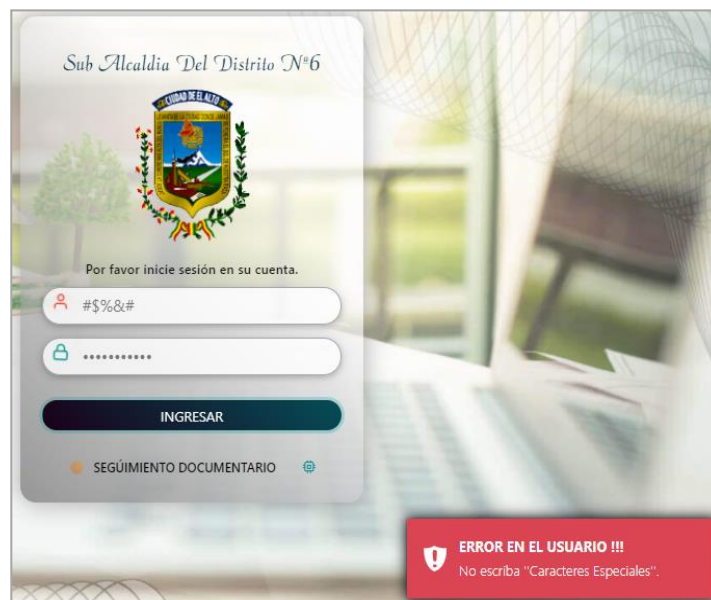 Sub Alcaldia Del Distrito Nº6
CIUDAD DE EL ALTO
Por favor inicie sesión en su cuenta.
#$%&#
•••••••••••
INGRESAR
SEGÚIMIENTO DOCUMENTARIO
ERROR EN EL USUARIO !!!
No escriba "Caracteres Especiales".